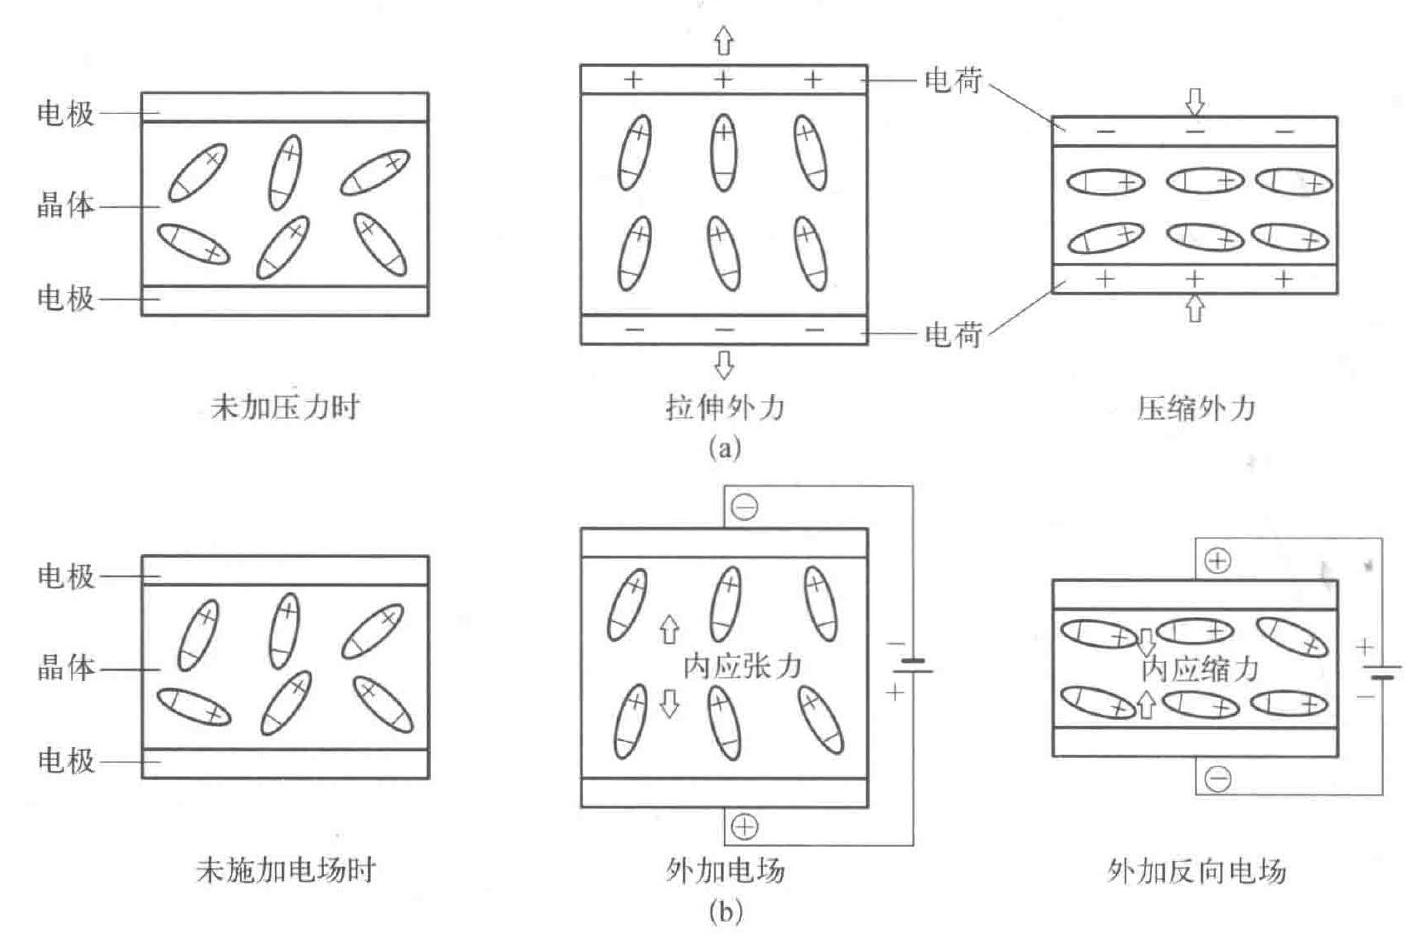 电极
晶体
电极
+ + +
- - -
电荷
电荷
- - -
+ + +
未加压力时
拉伸外力
压缩外力
(a)
电极
晶体
电极
内应张力
-
+
内应缩力
+
-
未施加电场时
外加电场
外加反向电场
(b)